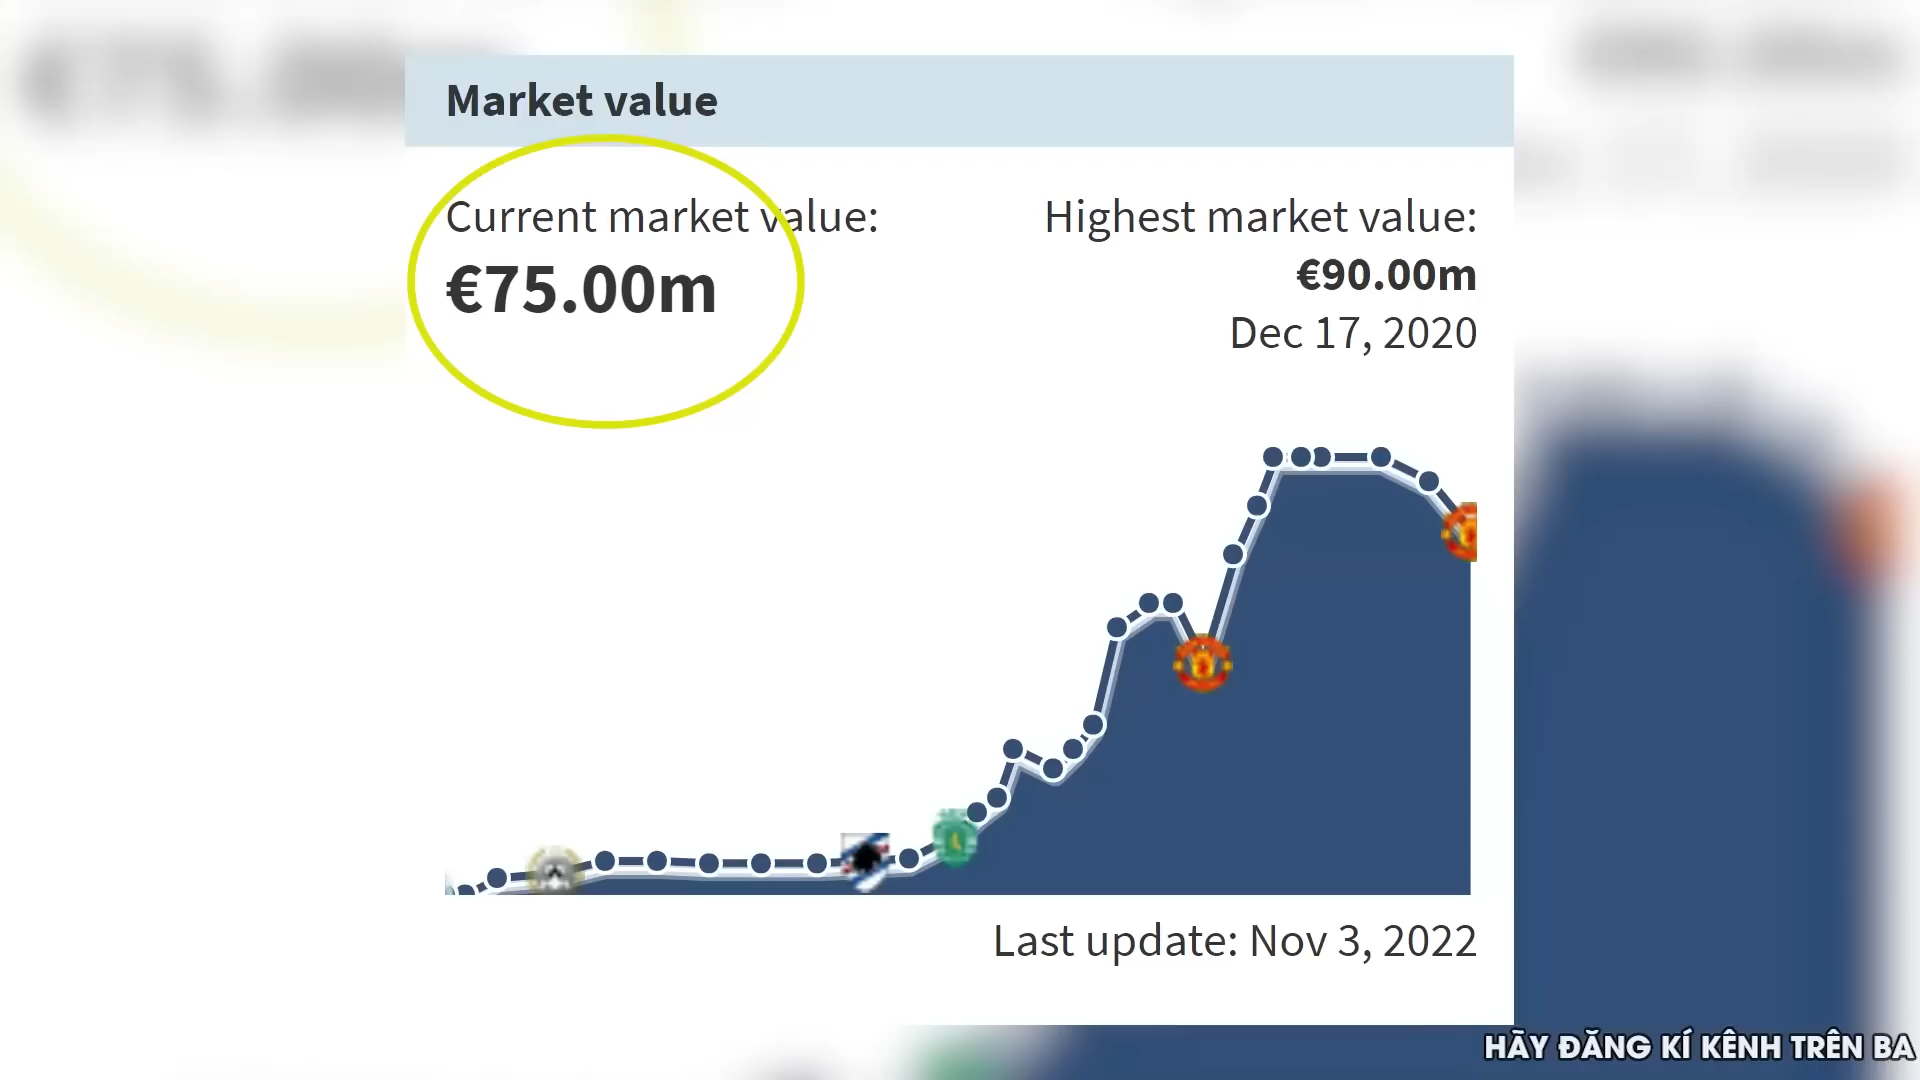 Market value
Current market value:
€75.00m
Highest market value:
€90.00m
Dec 17, 2020
Last update: Nov 3, 2022
HÃY ĐĂNG KÍ KÊNH TRÊN BA